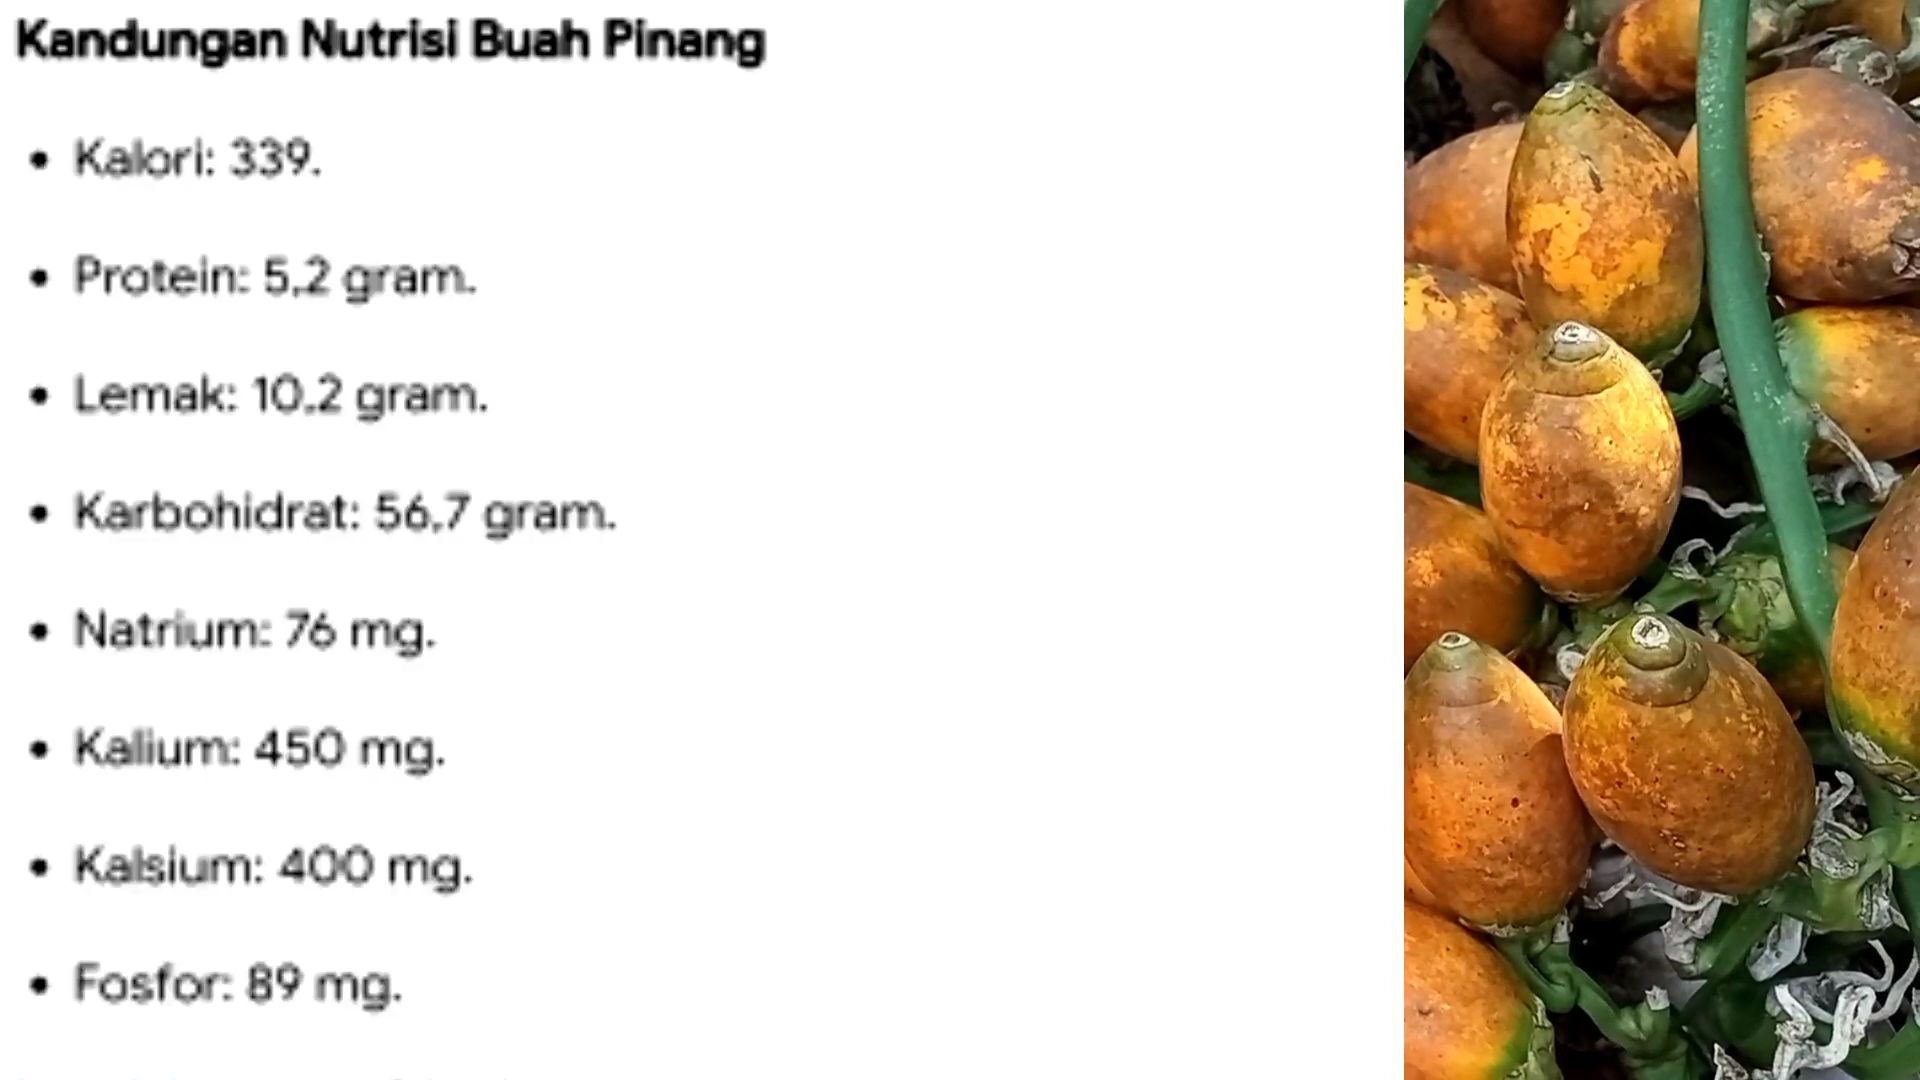 Kandungan Nutrisi Buah Pinang
• Kalori: 339.
• Protein: 5,2 gram.
• Lemak: 10,2 gram.
• Karbohidrat: 56,7 gram.
• Natrium: 76 mg.
• Kalium: 450 mg.
• Kalsium: 400 mg.
• Fosfor: 89 mg.